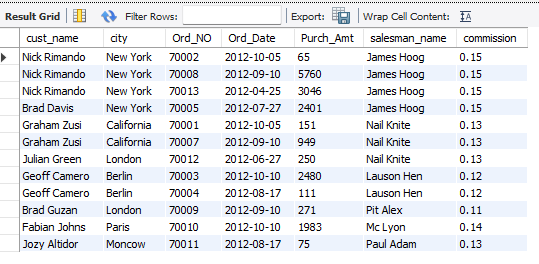 Result Grid Filter Rows: Export: Wrap Cell Content: IA
cust_name city Ord_NO Ord_Date Purch_Amt salesman_name commission
Nick Rimando New York 70002 2012-10-05 65 James Hoog 0.15
Nick Rimando New York 70008 2012-09-10 5760 James Hoog 0.15
Nick Rimando New York 70013 2012-04-25 3046 James Hoog 0.15
Brad Davis New York 70005 2012-07-27 2401 James Hoog 0.15
Graham Zusi California 70001 2012-10-05 151 Nail Knite 0.13
Graham Zusi California 70007 2012-09-10 949 Nail Knite 0.13
Julian Green London 70012 2012-06-27 250 Nail Knite 0.13
Geoff Camero Berlin 70003 2012-10-10 2480 Lauson Hen 0.12
Geoff Camero Berlin 70004 2012-08-17 111 Lauson Hen 0.12
Brad Guzan London 70009 2012-09-10 271 Pit Alex 0.11
Fabian Johns Paris 70010 2012-10-10 1983 Mc Lyon 0.14
Jozy Altidor Moncow 70011 2012-08-17 75 Paul Adam 0.13